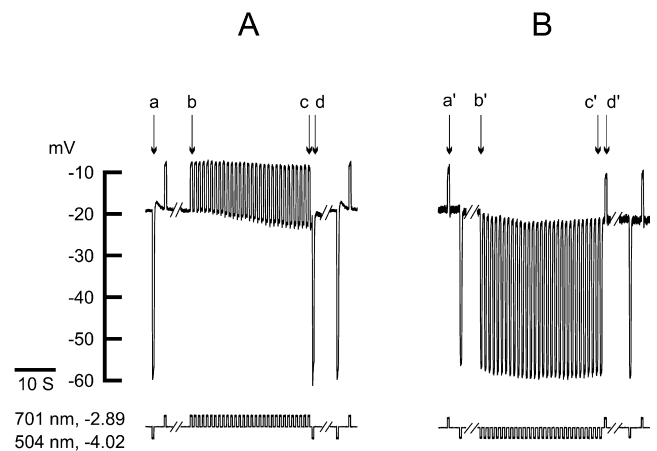 A B
a b c d a' b' c' d'
mV
-10
-20
-30
-40
-50
-60
10 S
701 nm, -2.89
504 nm, -4.02